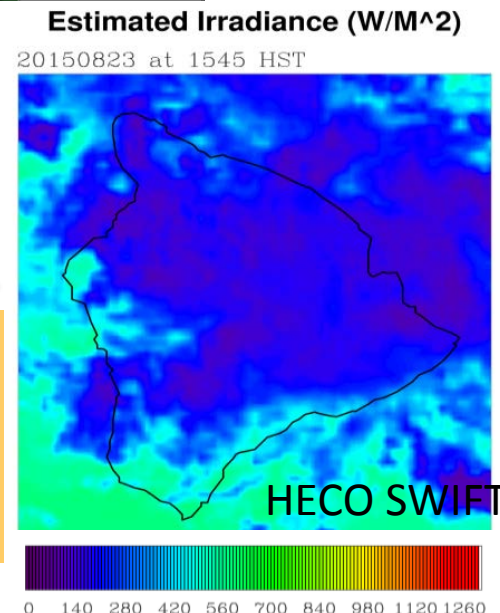 Estimated Irradiance (W/M^2)
20150823 at 1545 HST
HECO SWIFT
0 140 280 420 560 700 840 980 1120 1260